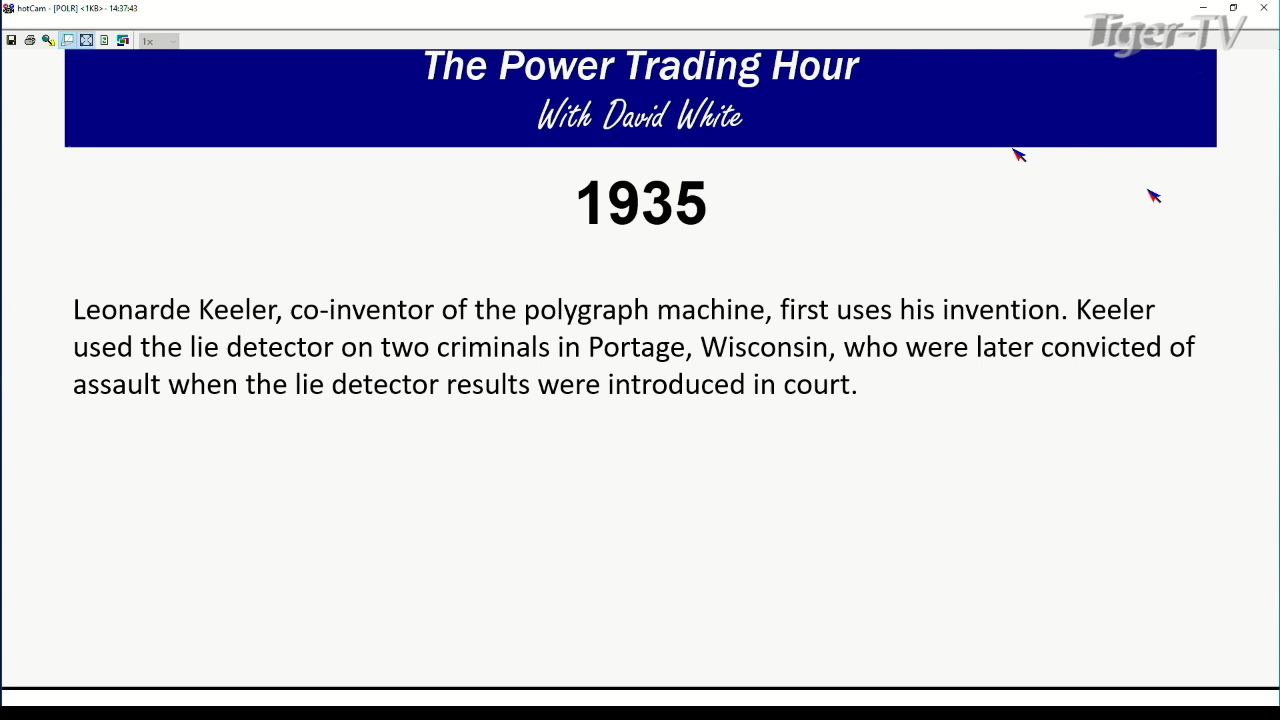 hotCam - [POLR] <1KB> - 14:37:43
Tiger-TV
1x
The Power Trading Hour
With David White
1935
Leonarde Keeler, co-inventor of the polygraph machine, first uses his invention. Keeler
used the lie detector on two criminals in Portage, Wisconsin, who were later convicted of
assault when the lie detector results were introduced in court.